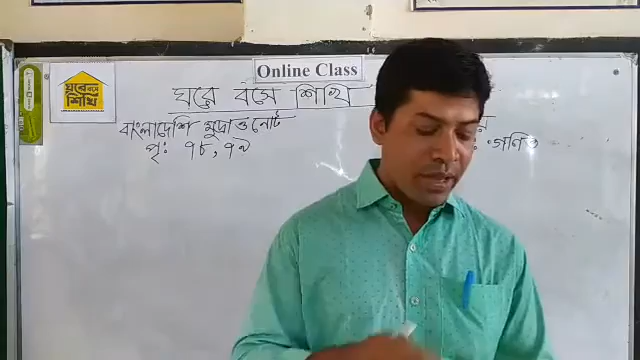 Online Class
ঘরে বসে শিখি
ঘরে বসে
শিখি
বাংলাদেশি মুদ্রা ও নোট
পৃ: ৭৮, ৭৯
গণিত